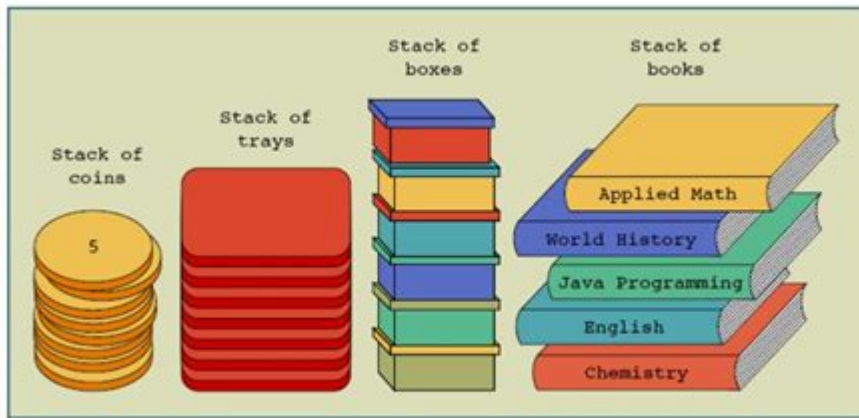 Stack of
coins
5
Stack of
trays
Stack of
boxes
Stack of
books
Applied Math
World History
Java Programming
English
Chemistry